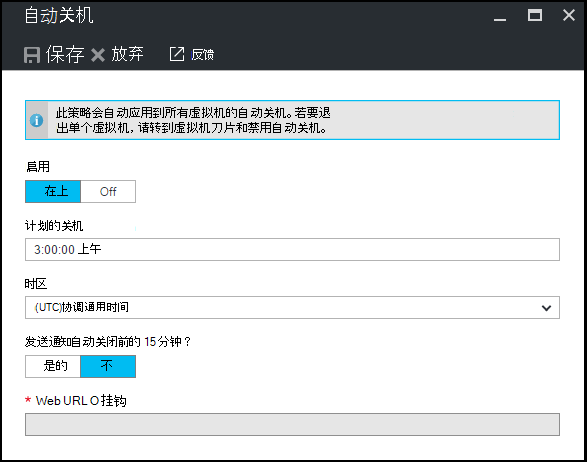 自动关机
保存 放弃 反馈
此策略会自动应用到所有虚拟机的自动关机。若要退
出单个虚拟机, 请转到虚拟机刀片和禁用自动关机。
启用
在上 Off
计划的关机
3:00:00 上午
时区
(UTC)协调通用时间
发送通知自动关闭前的 15 分钟？
是的 不
* Web URL O 挂钩